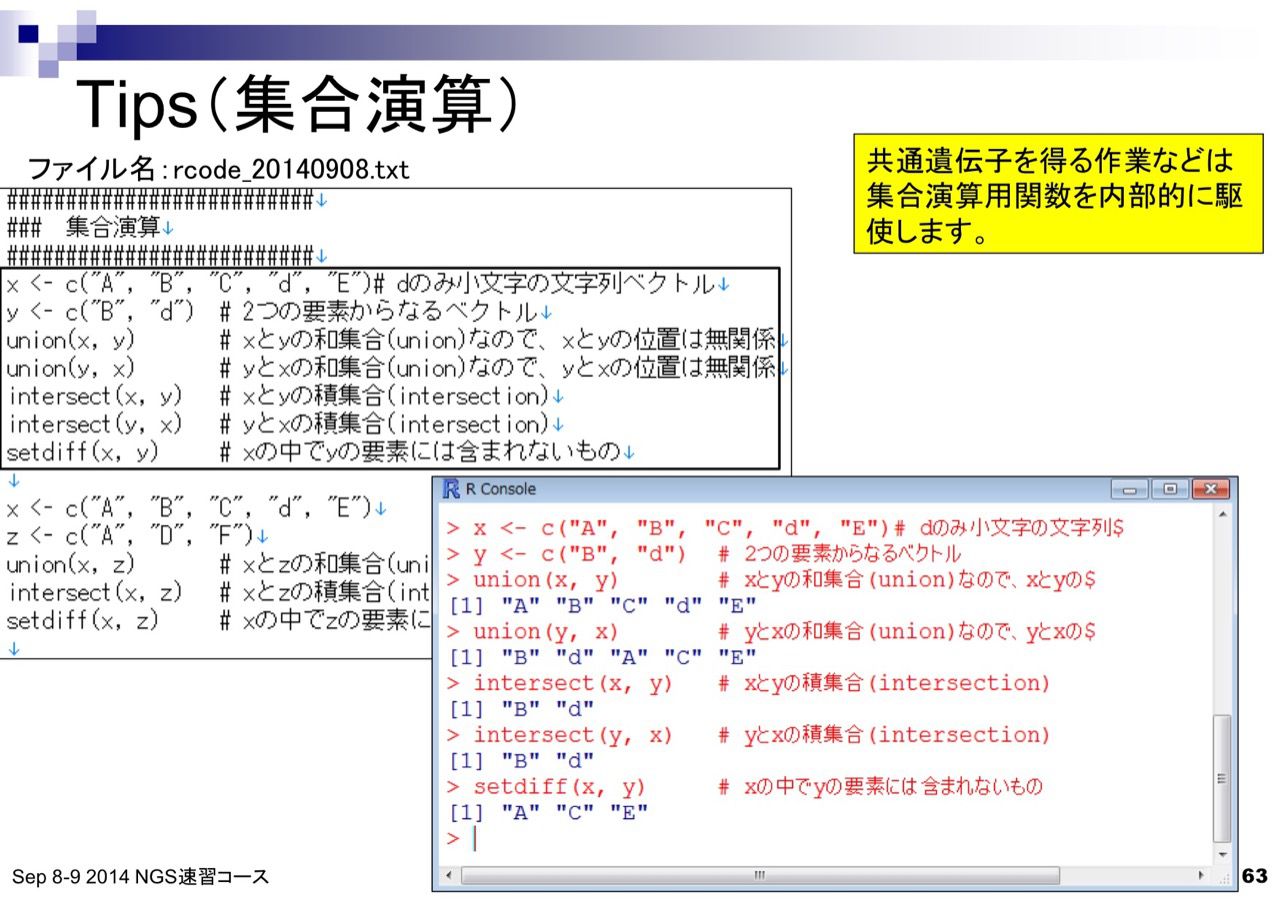 Tips（集合演算）
ファイル名：rcode_20140908.txt
共通遺伝子を得る作業などは
集合演算用関数を内部的に駆
使します。
##########################↓
###　集合演算↓
##########################↓
x <- c("A", "B", "C", "d", "E")# dのみ小文字の文字列ベクトル↓
y <- c("B", "d")  # 2つの要素からなるベクトル↓
union(x, y)       # xとyの和集合(union)なので、xとyの位置は無関係↓
union(y, x)       # yとxの和集合(union)なので、yとxの位置は無関係↓
intersect(x, y)   # xとyの積集合(intersection)↓
intersect(y, x)   # yとxの積集合(intersection)↓
setdiff(x, y)     # xの中でyの要素には含まれないもの↓
↓
x <- c("A", "B", "C", "d", "E")↓
z <- c("A", "D", "F")↓
union(x, z)       # xとzの和集合(uni
intersect(x, z)   # xとzの積集合(int
setdiff(x, z)     # xの中でzの要素に
↓
R Console
> x <- c("A", "B", "C", "d", "E")# dのみ小文字の文字列$
> y <- c("B", "d")  # 2つの要素からなるベクトル
> union(x, y)       # xとyの和集合(union)なので、xとyの$
[1] "A" "B" "C" "d" "E"
> union(y, x)       # yとxの和集合(union)なので、yとxの$
[1] "B" "d" "A" "C" "E"
> intersect(x, y)   # xとyの積集合(intersection)
[1] "B" "d"
> intersect(y, x)   # yとxの積集合(intersection)
[1] "B" "d"
> setdiff(x, y)     # xの中でyの要素には含まれないもの
[1] "A" "C" "E"
>
Sep 8-9 2014 NGS速習コース
63